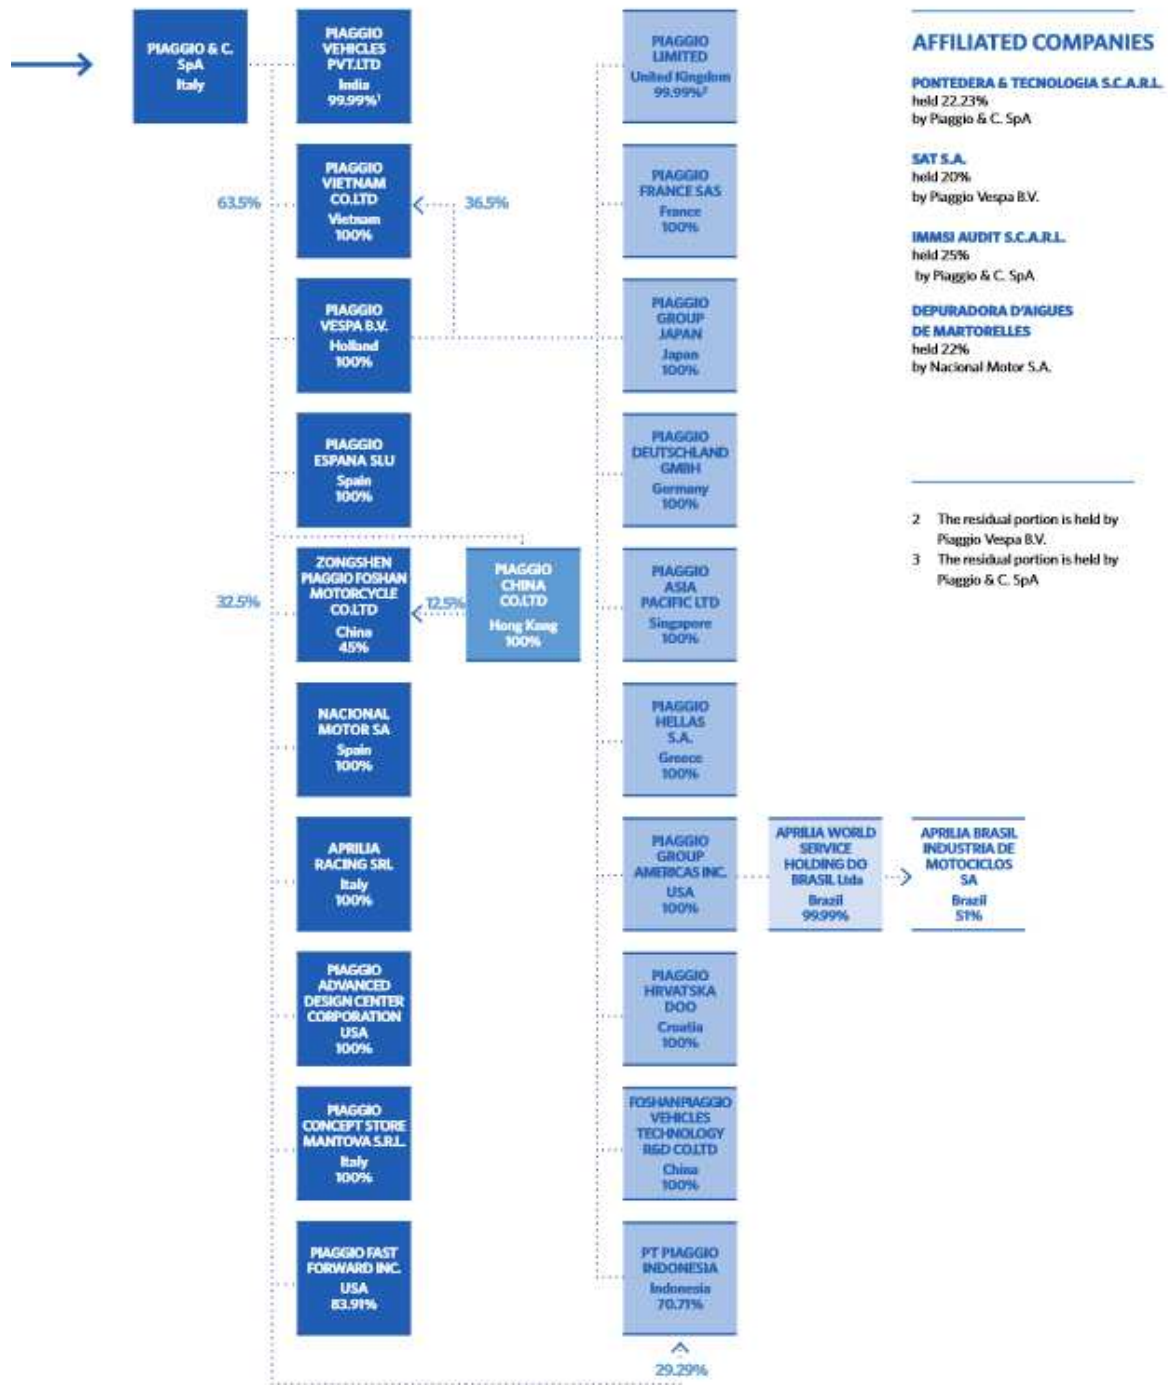 PIAGGIO & C.
SpA
Italy
PIAGGIO
VEHICLES
PVT.LTD
India
99.99%¹
63.5%
PIAGGIO
VIETNAM
CO.LTD
Vietnam
100%
36.5%
PIAGGIO
VESPA B.V.
Holland
100%
PIAGGIO
ESPANA SLU
Spain
100%
32.5%
ZONGSHEN
PIAGGIO FOSHAN
MOTORCYCLE
CO.LTD
China
45%
12.5%
PIAGGIO
CHINA
CO.LTD
Hong Kong
100%
NACIONAL
MOTOR SA
Spain
100%
APRILIA
RACING SRL
Italy
100%
PIAGGIO
ADVANCED
DESIGN CENTER
CORPORATION
USA
100%
PIAGGIO
CONCEPT STORE
MANTOVA S.R.L.
Italy
100%
PIAGGIO FAST
FORWARD INC.
USA
83.91%
PIAGGIO
LIMITED
United Kingdom
99.99%²
PIAGGIO
FRANCE SAS
France
100%
PIAGGIO
GROUP
JAPAN
Japan
100%
PIAGGIO
DEUTSCHLAND
GMBH
Germany
100%
PIAGGIO
ASIA
PACIFIC LTD
Singapore
100%
PIAGGIO
HELLAS
S.A.
Greece
100%
PIAGGIO
GROUP
AMERICAS INC.
USA
100%
APRILIA WORLD
SERVICE
HOLDING DO
BRASIL Ltda
Brazil
99.99%
APRILIA BRASIL
INDUSTRIA DE
MOTOCICLOS
SA
Brazil
51%
PIAGGIO
HRVATSKA
DOO
Croatia
100%
FOSHAN PIAGGIO
VEHICLES
TECHNOLOGY
R&D CO.LTD
China
100%
PT PIAGGIO
INDONESIA
Indonesia
70.71%
29.29%
AFFILIATED COMPANIES
PONTEDERA & TECNOLOGIA S.C.A.R.L.
held 22.23%
by Piaggio & C. SpA
SAT S.A.
held 20%
by Piaggio Vespa B.V.
IMMSI AUDIT S.C.A.R.L.
held 25%
by Piaggio & C. SpA
DEPURADORA D'AIGUES
DE MARTORELLES
held 22%
by Nacional Motor S.A.
2 The residual portion is held by
Piaggio Vespa B.V.
3 The residual portion is held by
Piaggio & C. SpA